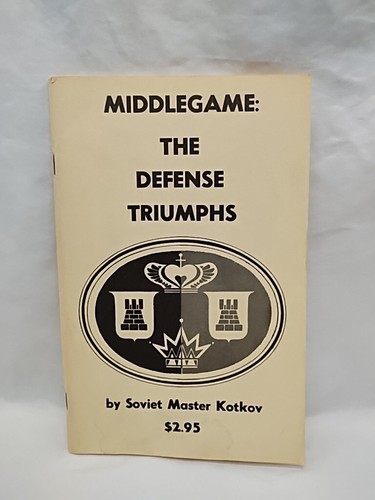 MIDDLEGAME:
THE
DEFENSE
TRIUMPHS
by Soviet Master Kotkov
$2.95